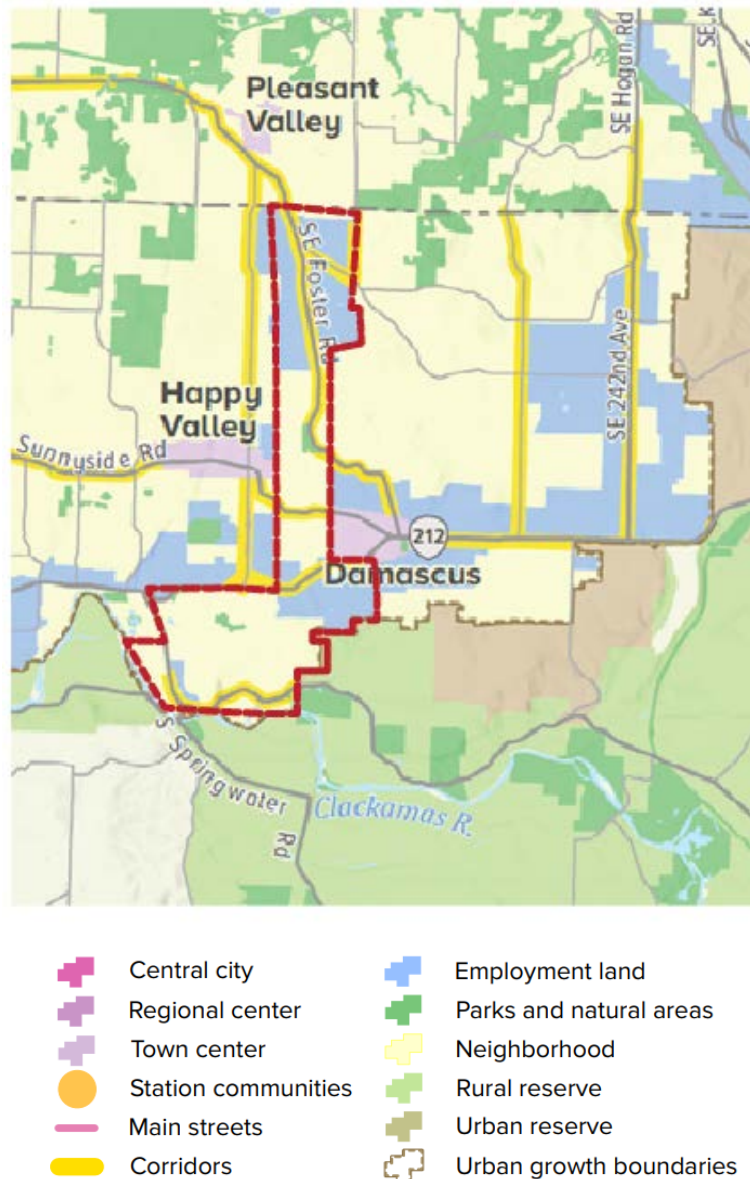 SE Hogan Rd
SE K
Pleasant
Valley
SE Foster Rd
Happy
Valley
SE 242nd Ave
Sunnyside Rd
212
Damascus
S Springwater
Rd
Clackamas R.
Central city
Employment land
Regional center
Parks and natural areas
Town center
Neighborhood
Station communities
Rural reserve
Main streets
Urban reserve
Corridors
Urban growth boundaries